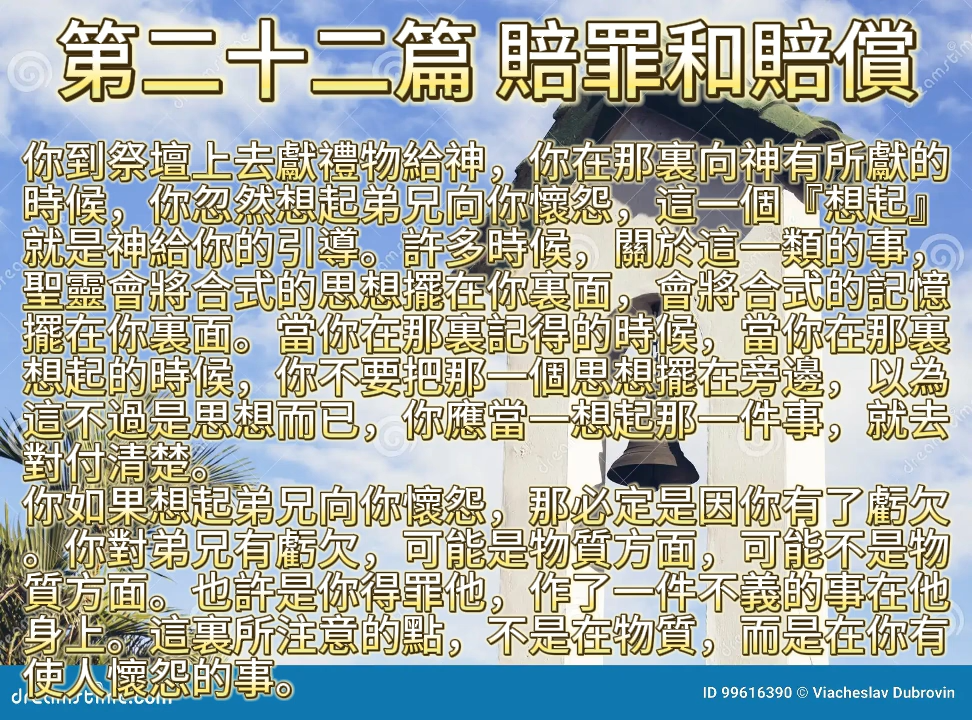 第二十二篇 賠罪和賠償
你到祭壇上去獻禮物給神，你在那裏向神有所獻的
時候，你忽然想起弟兄向你懷怨，這一個『想起』
就是神給你的引導。許多時候，關於這一類的事，
聖靈會將合式的思想擺在你裏面，會將合式的記憶
擺在你裏面。當你在那裏記得的時候，當你在那裏
想起的時候，你不要把那一個思想擺在旁邊，以為
這不過是思想而已，你應當一想起那一件事，就去
對付清楚。
你如果想起弟兄向你懷怨，那必定是因你有了虧欠
。你對弟兄有虧欠，可能是物質方面，可能不是物
質方面。也許是你得罪他，作了一件不義的事在他
身上。這裏所注意的點，不是在物質，而是在你有
使人懷怨的事。
dreamstime.com
ID 99616390 © Viacheslav Dubrovin